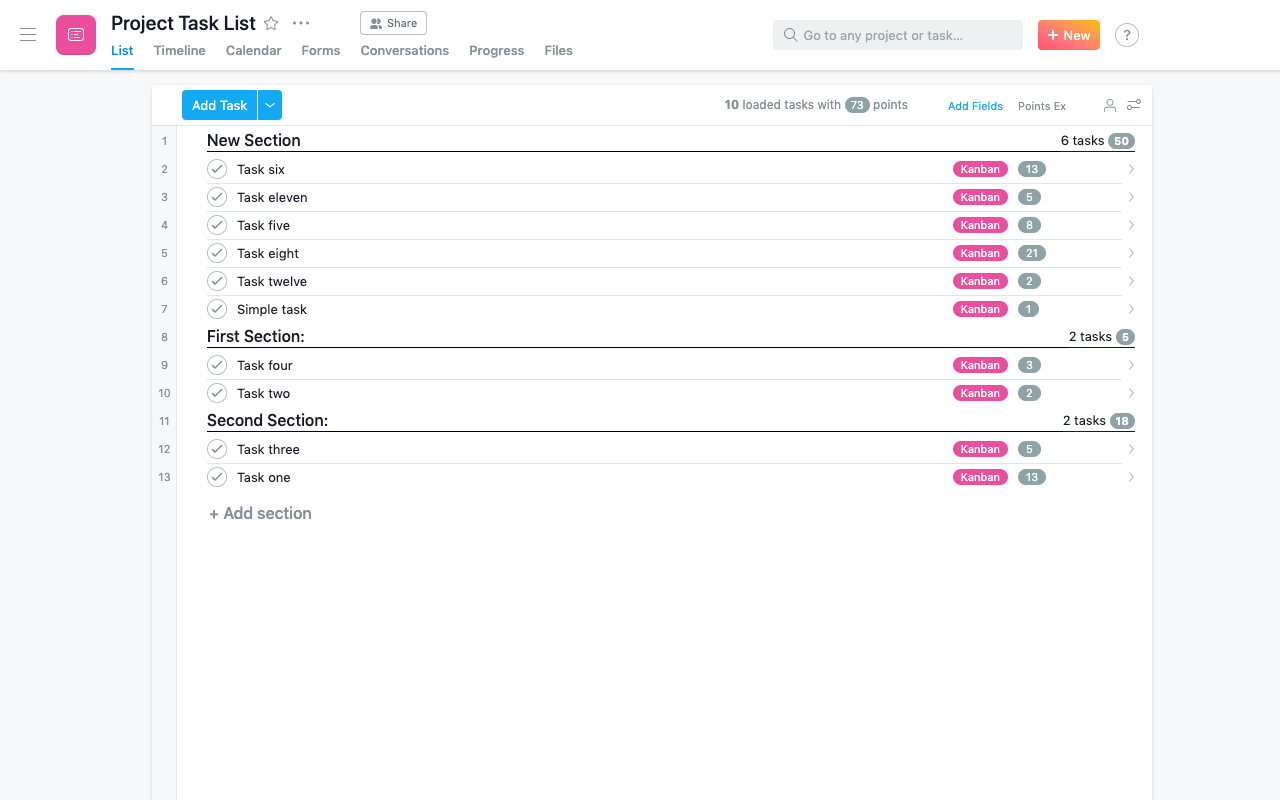 Project Task List
Share
List Timeline Calendar Forms Conversations Progress Files
Go to any project or task...
+ New
?
Add Task
10 loaded tasks with 73 points
Add Fields
Points Ex
1 New Section 6 tasks 50
2 Task six Kanban 13
3 Task eleven Kanban 5
4 Task five Kanban 8
5 Task eight Kanban 21
6 Task twelve Kanban 2
7 Simple task Kanban 1
8 First Section: 2 tasks 5
9 Task four Kanban 3
10 Task two Kanban 2
11 Second Section: 2 tasks 18
12 Task three Kanban 5
13 Task one Kanban 13
+ Add section